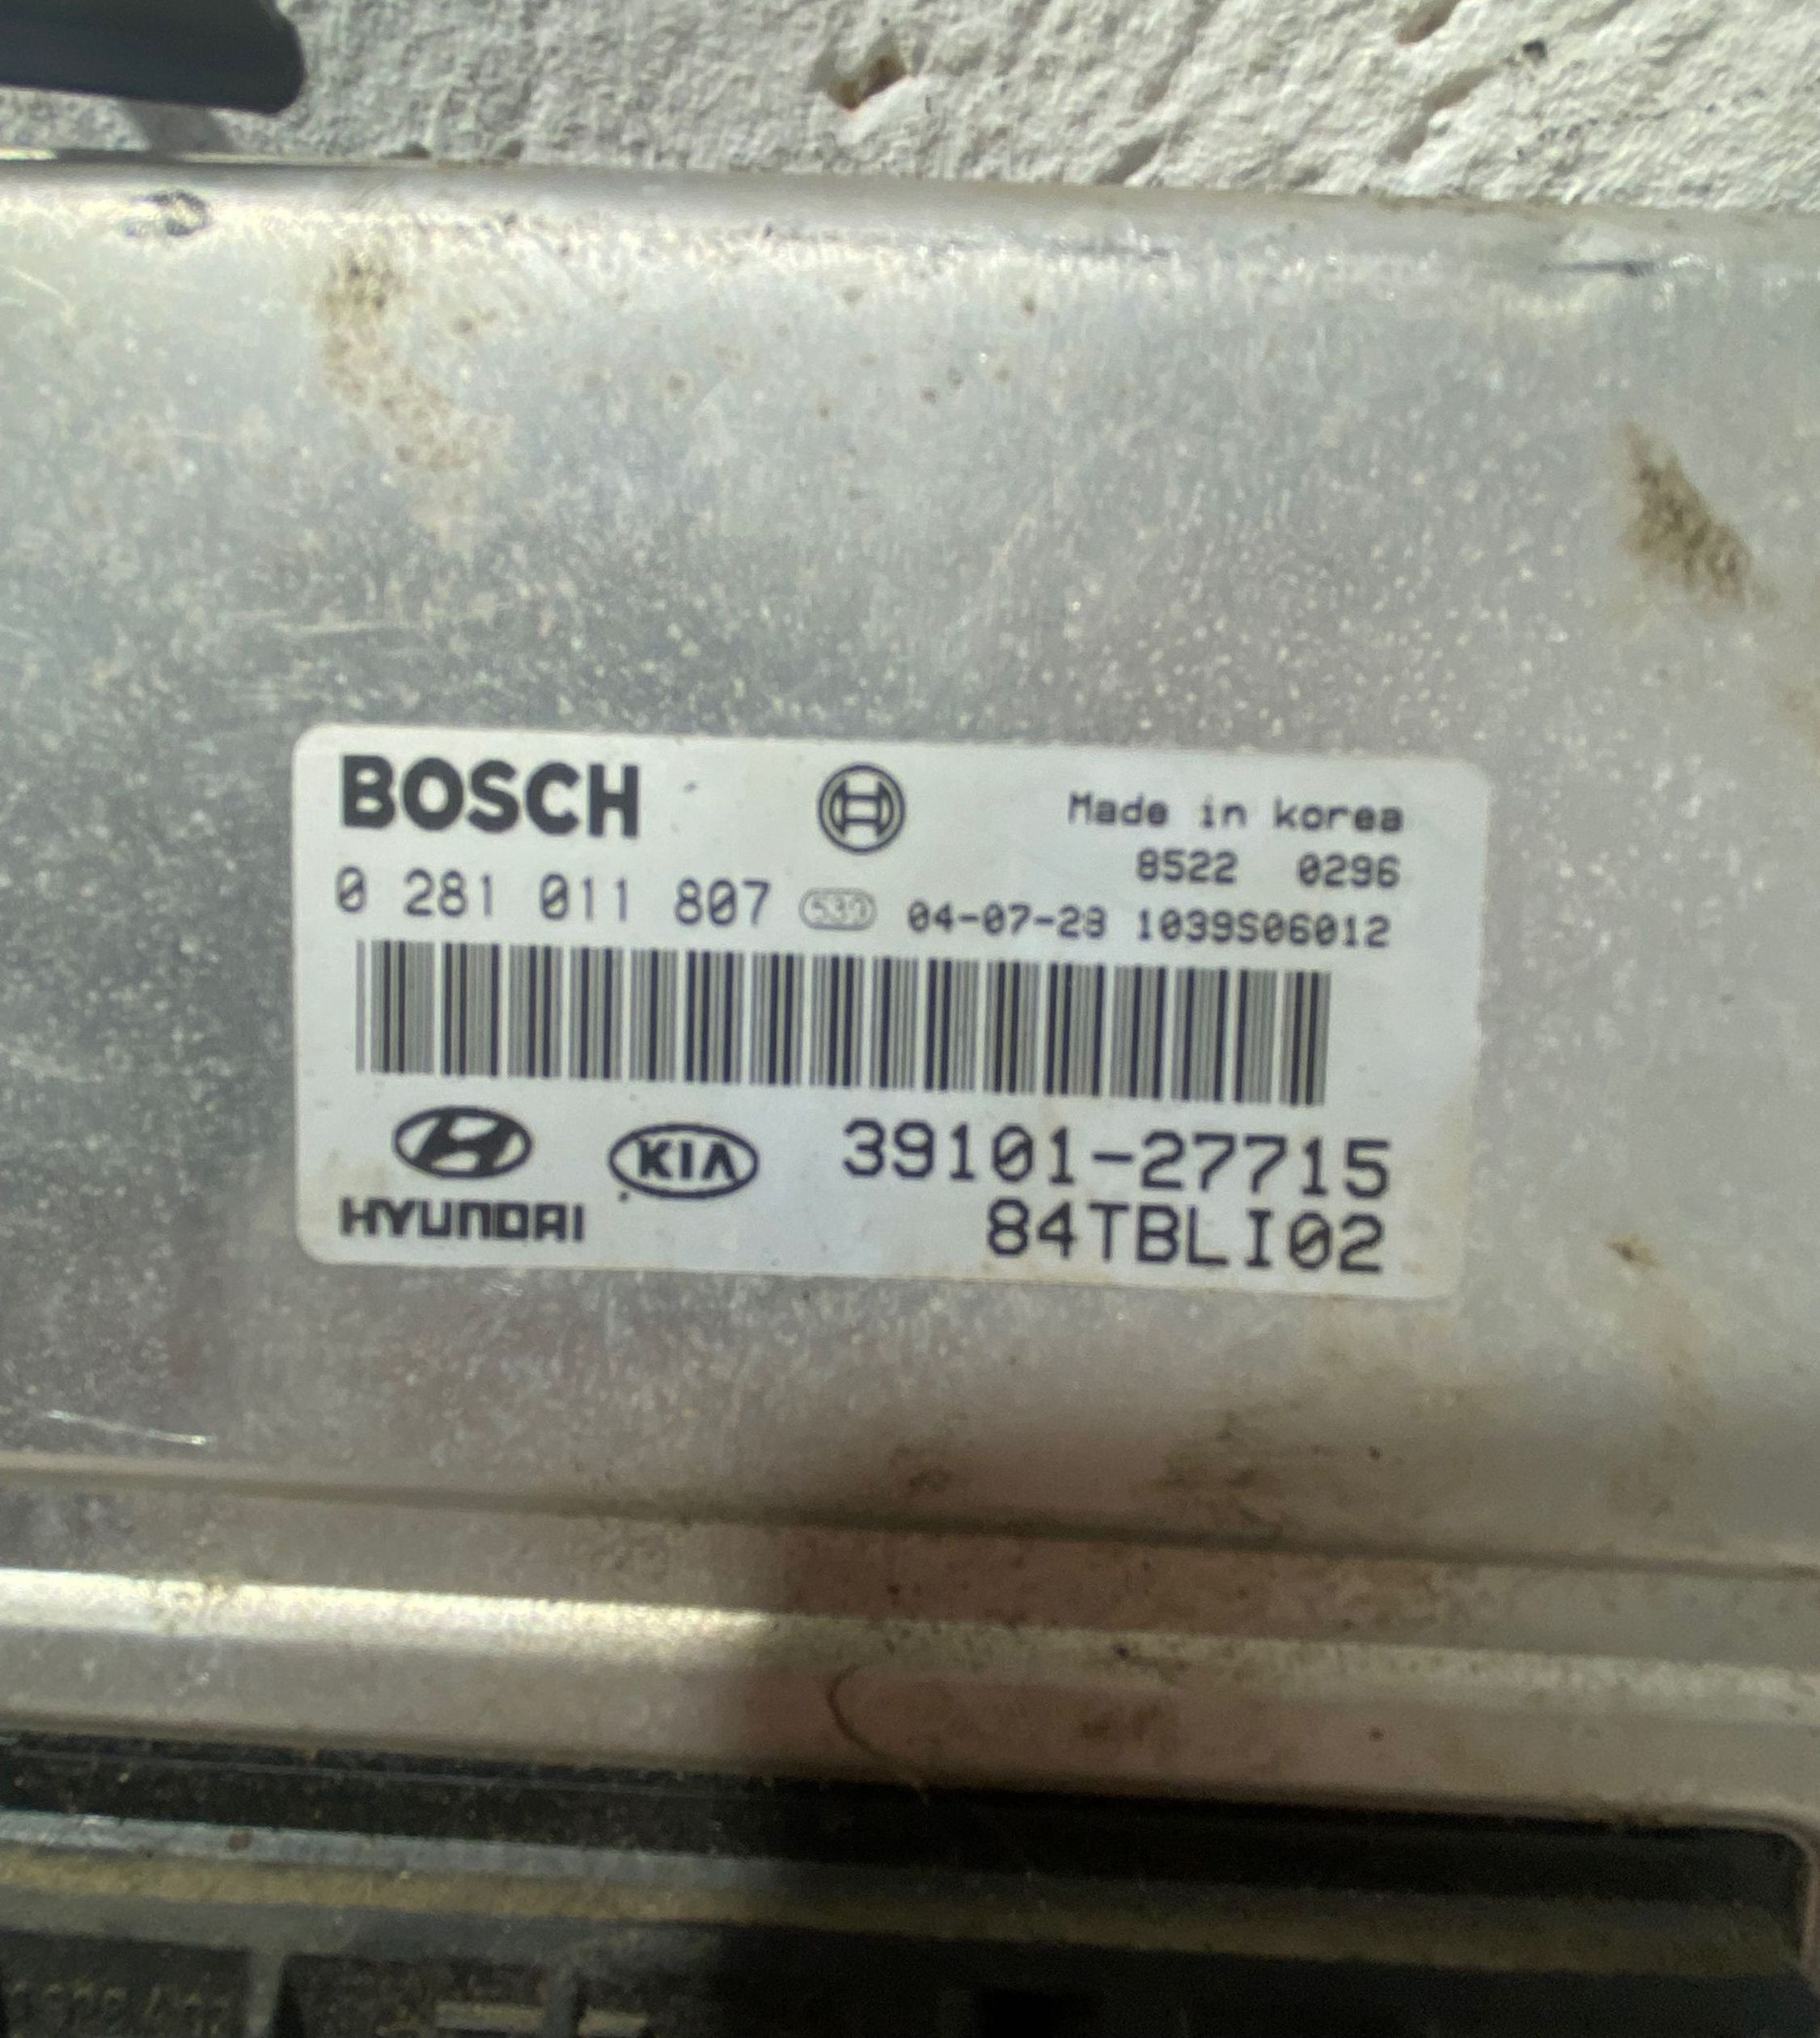 BOSCH
Made in korea
8522 0296
0 281 011 807
04-07-28 1039S06012
HYUNDAI
KIA
39101-27715
84TBLI02